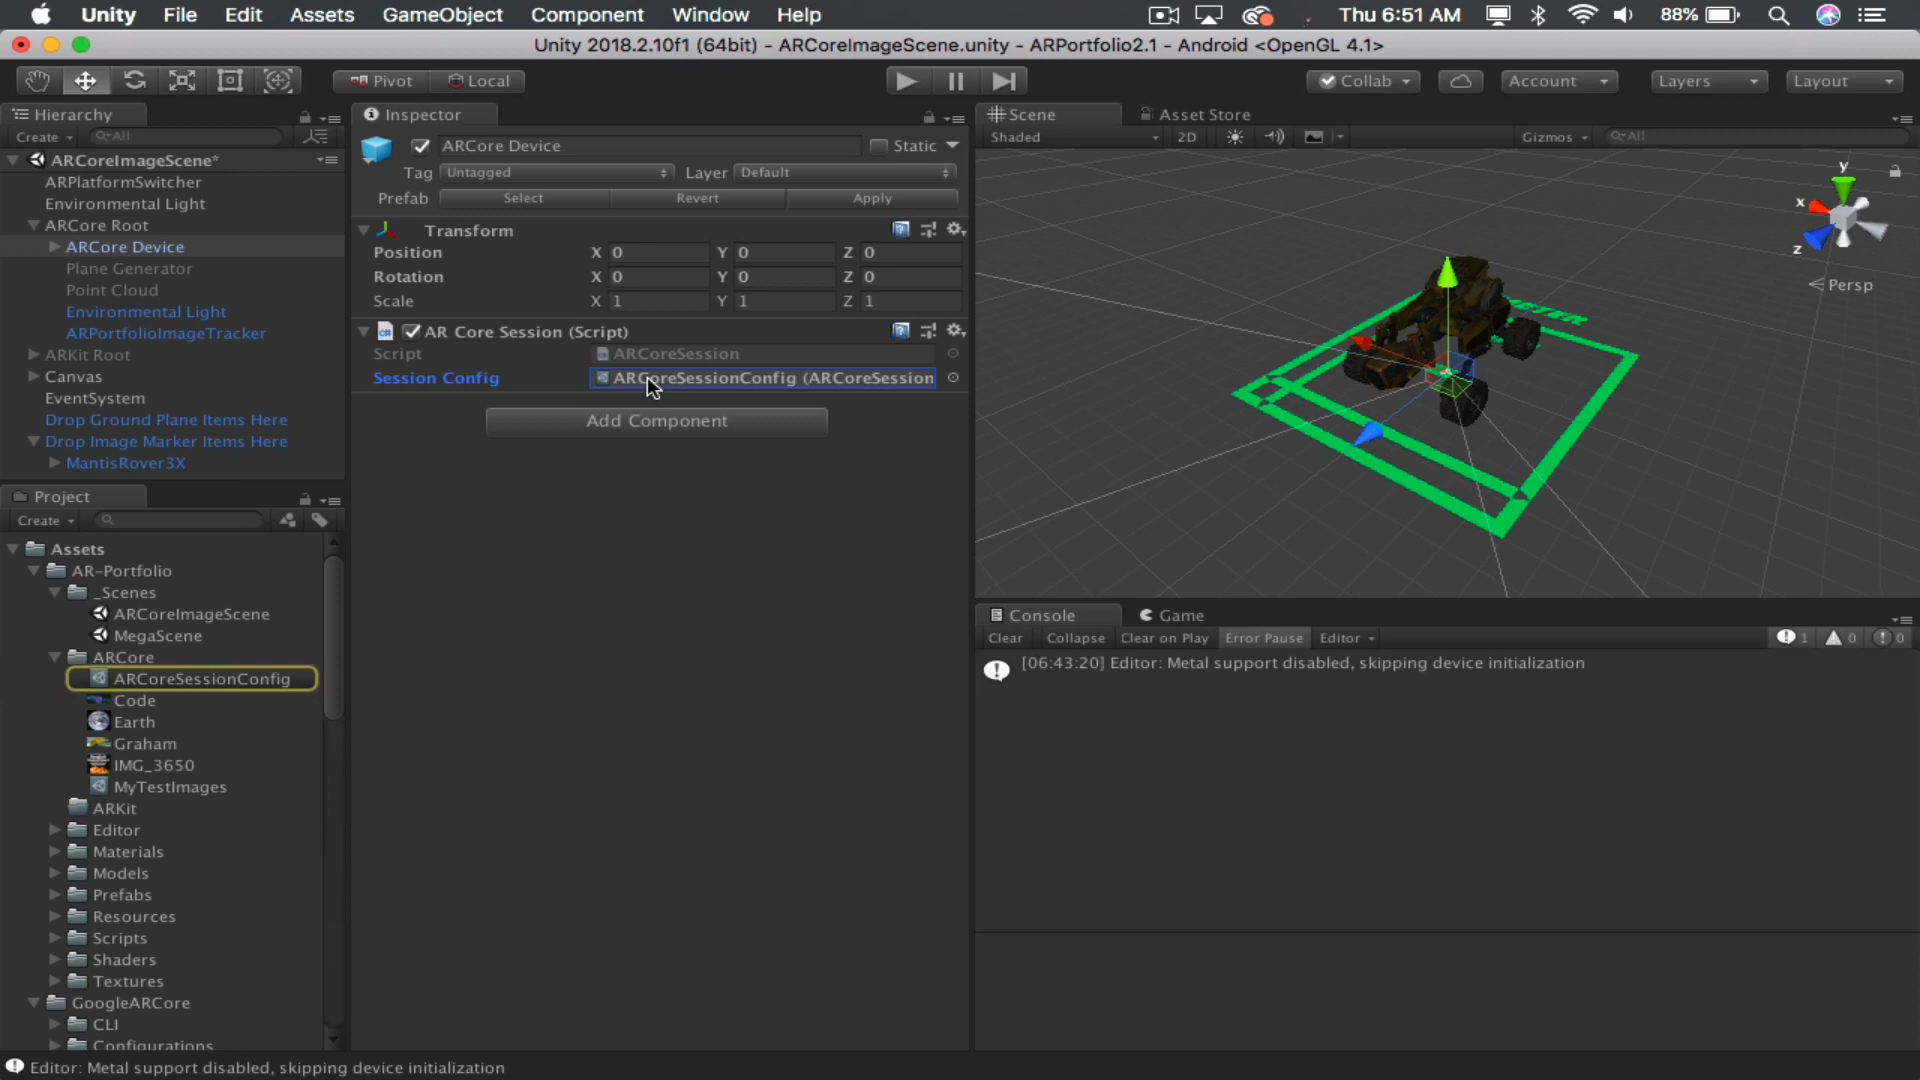 Unity File Edit Assets GameObject Component Window Help Thu 6:51 AM 88%
Unity 2018.2.10f1 (64bit) - ARCoreImageScene.unity - ARPortfolio2.1 - Android <OpenGL 4.1>
Pivot Local Collab Account Layers Layout
Hierarchy
Create All
ARCoreImageScene*
ARPlatformSwitcher
Environmental Light
ARCore Root
ARCore Device
Plane Generator
Point Cloud
Environmental Light
ARPortfolioImageTracker
ARKit Root
Canvas
EventSystem
Drop Ground Plane Items Here
Drop Image Marker Items Here
MantisRover3X
Project
Create
Assets
AR-Portfolio
_Scenes
ARCoreImageScene
MegaScene
ARCore
ARCoreSessionConfig
Code
Earth
Graham
IMG_3650
MyTestImages
ARKit
Editor
Materials
Models
Prefabs
Resources
Scripts
Shaders
Textures
GoogleARCore
CLI
Configurations
Inspector
ARCore Device Static
Tag Untagged Layer Default
Prefab Select Revert Apply
Transform
Position X 0 Y 0 Z 0
Rotation X 0 Y 0 Z 0
Scale X 1 Y 1 Z 1
AR Core Session (Script)
Script ARCoreSession
Session Config ARCoreSessionConfig (ARCoreSession
Add Component
Scene Asset Store
Shaded 2D Gizmos All
y
x
z
Persp
Console Game
Clear Collapse Clear on Play Error Pause Editor 1 0 0
[06:43:20] Editor: Metal support disabled, skipping device initialization
Editor: Metal support disabled, skipping device initialization